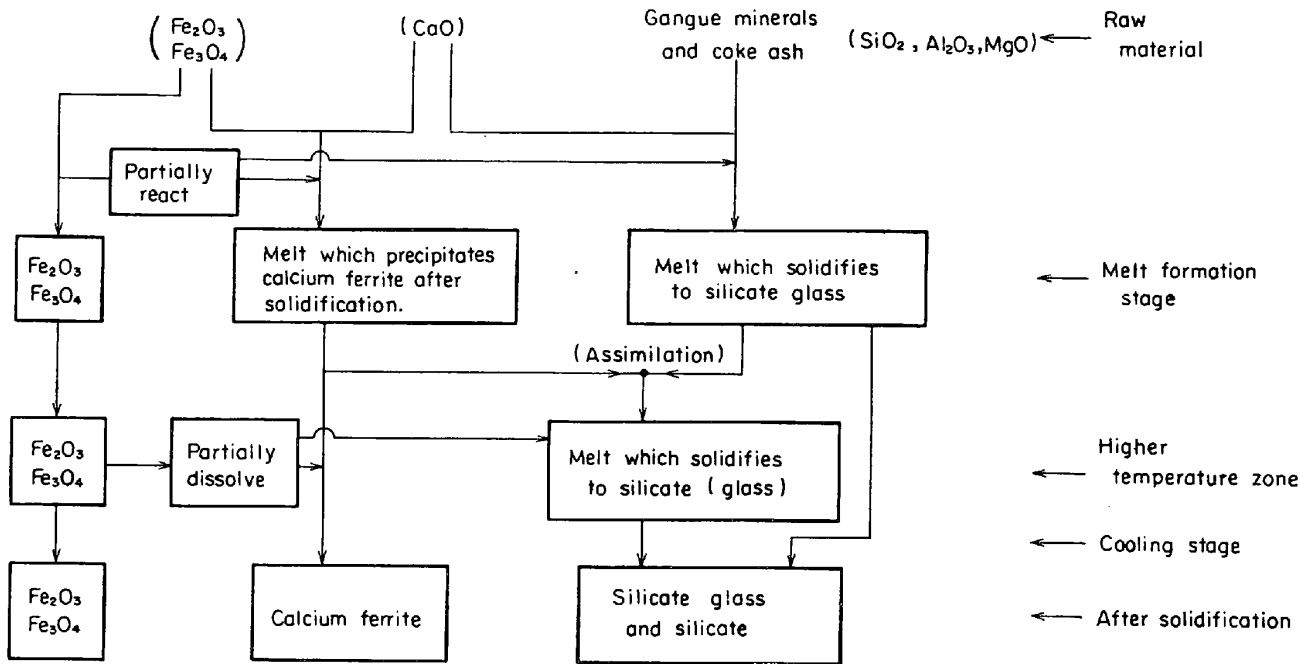 Fe₂O₃
Fe₃O₄
(CaO)
Gangue minerals
and coke ash
(SiO₂, Al₂O₃, MgO)
Raw
material
Partially
react
Fe₂O₃
Fe₃O₄
Melt which precipitates
calcium ferrite after
solidification.
Melt which solidifies
to silicate glass
Melt formation
stage
(Assimilation)
Fe₂O₃
Fe₃O₄
Partially
dissolve
Melt which solidifies
to silicate (glass)
Higher
temperature zone
Cooling stage
Fe₂O₃
Fe₃O₄
Calcium ferrite
Silicate glass
and silicate
After solidification